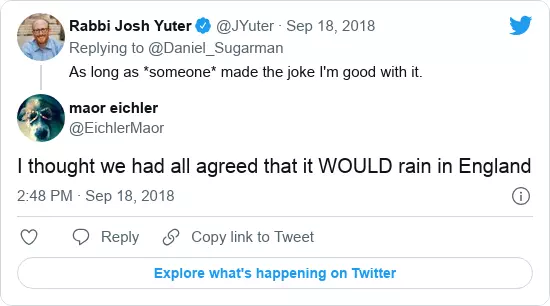 Rabbi Josh Yuter @JYuter · Sep 18, 2018
Replying to @Daniel_Sugarman
As long as *someone* made the joke I'm good with it.
maor eichler
@EichlerMaor
I thought we had all agreed that it WOULD rain in England
2:48 PM · Sep 18, 2018
Reply Copy link to Tweet
Explore what's happening on Twitter